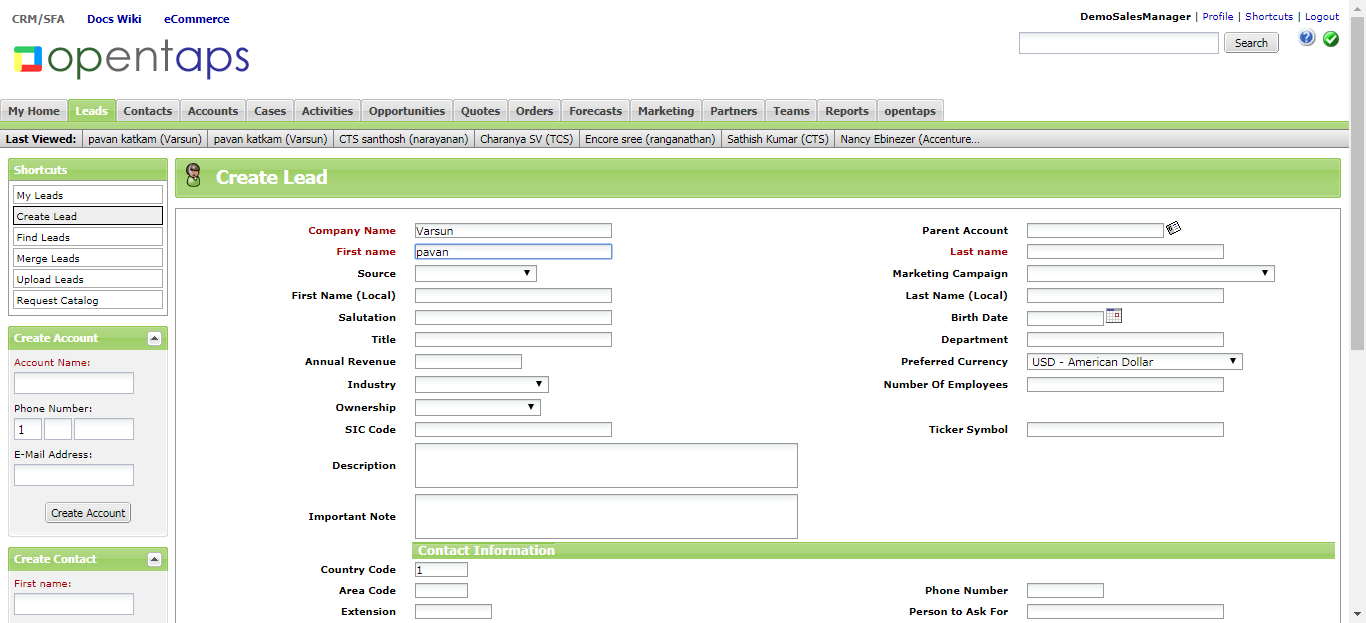 CRM/SFA Docs Wiki eCommerce
DemoSalesManager | Profile | Shortcuts | Logout
opentaps
Search
?
My Home Leads Contacts Accounts Cases Activities Opportunities Quotes Orders Forecasts Marketing Partners Teams Reports opentaps
Last Viewed: pavan katkam (Varsun) pavan katkam (Varsun) CTS santhosh (narayanan) Charanya SV (TCS) Encore sree (ranganathan) Sathish Kumar (CTS) Nancy Ebinezer (Accenture...
Shortcuts
My Leads
Create Lead
Find Leads
Merge Leads
Upload Leads
Request Catalog
Create Account
Account Name:
Phone Number:
1
E-Mail Address:
Create Account
Create Contact
First name:
Create Lead
Company Name Varsun Parent Account
First name pavan Last name
Source Marketing Campaign
First Name (Local) Last Name (Local)
Salutation Birth Date
Title Department
Annual Revenue Preferred Currency USD - American Dollar
Industry Number Of Employees
Ownership
SIC Code Ticker Symbol
Description
Important Note
Contact Information
Country Code 1
Area Code Phone Number
Extension Person to Ask For